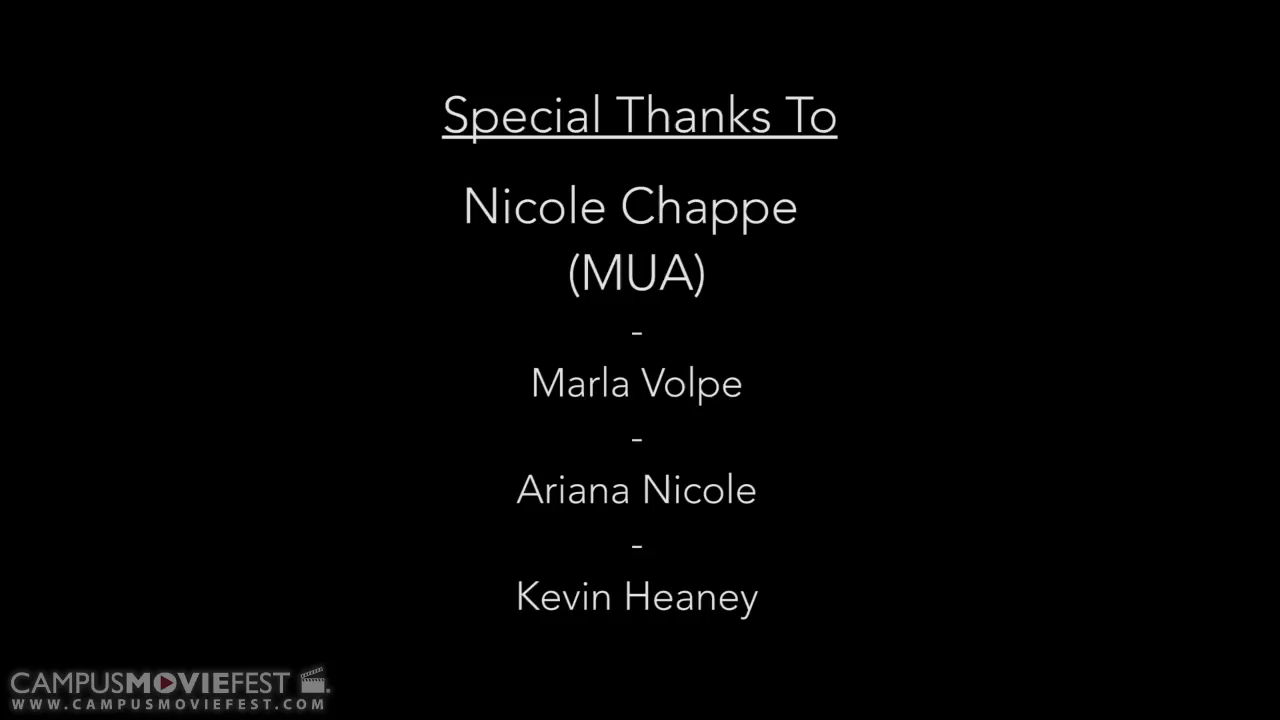 Special Thanks To
Nicole Chappe
(MUA)
-
Marla Volpe
-
Ariana Nicole
-
Kevin Heaney
CAMPUSMOVIEFEST
WWW.CAMPUSMOVIEFEST.COM